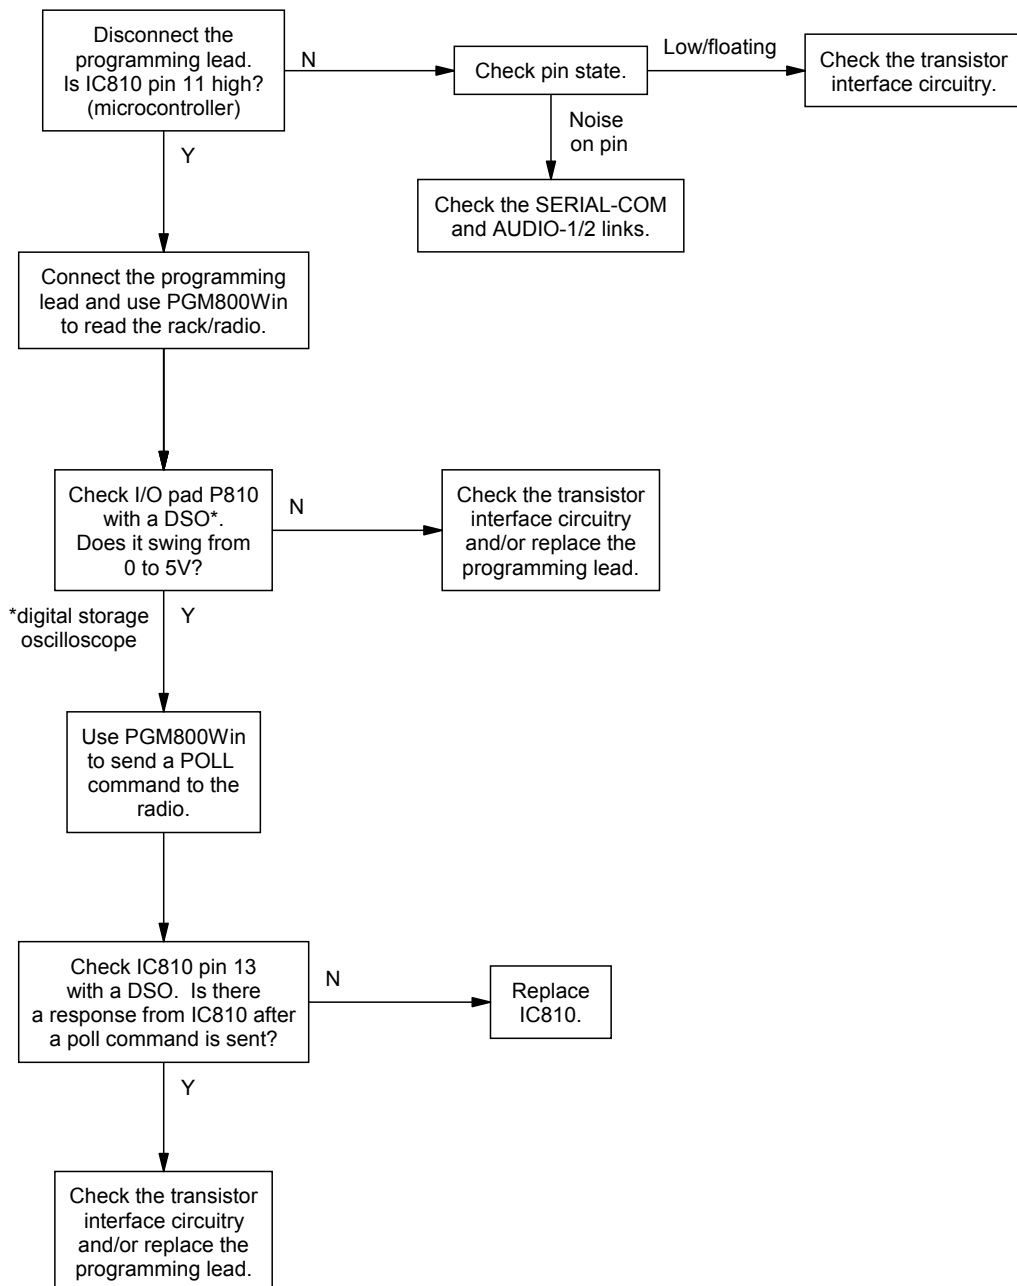 Disconnect the
programming lead.
Is IC810 pin 11 high?
(microcontroller)
N
Check pin state.
Low/floating
Check the transistor
interface circuitry.
Y
Noise
on pin
Check the SERIAL-COM
and AUDIO-1/2 links.
Connect the programming
lead and use PGM800Win
to read the rack/radio.
Check I/O pad P810
with a DSO*.
Does it swing from
0 to 5V?
N
Check the transistor
interface circuitry
and/or replace the
programming lead.
*digital storage
oscilloscope
Y
Use PGM800Win
to send a POLL
command to the
radio.
Check IC810 pin 13
with a DSO.  Is there
a response from IC810 after
a poll command is sent?
N
Replace
IC810.
Y
Check the transistor
interface circuitry
and/or replace the
programming lead.